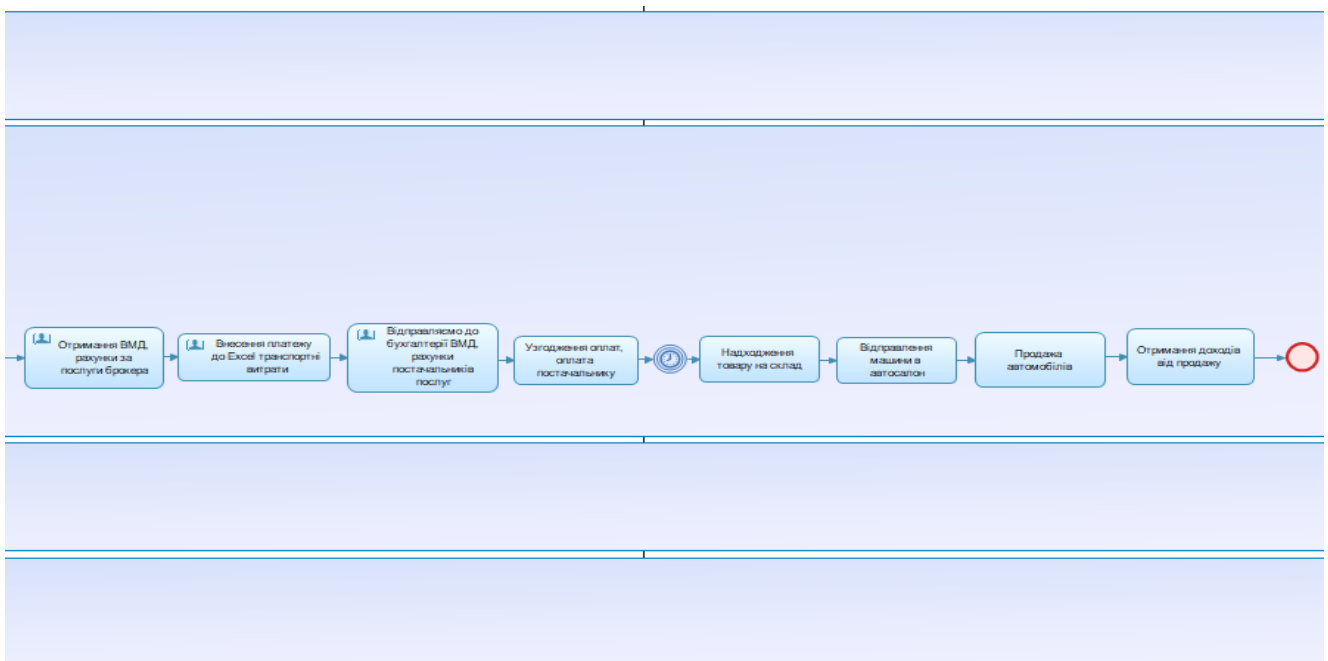 Отримання ВМД,
рахунки за
послуги брокера
Внесення платежу
до Excel транспортні
витрати
Відправляємо до
бухгалтерії ВМД,
рахунки
постачальників
послуг
Узгодження оплат,
оплата
постачальнику
Надходження
товару на склад
Відправлення
машини в
автосалон
Продажа
автомобілів
Отримання доходів
від продажу